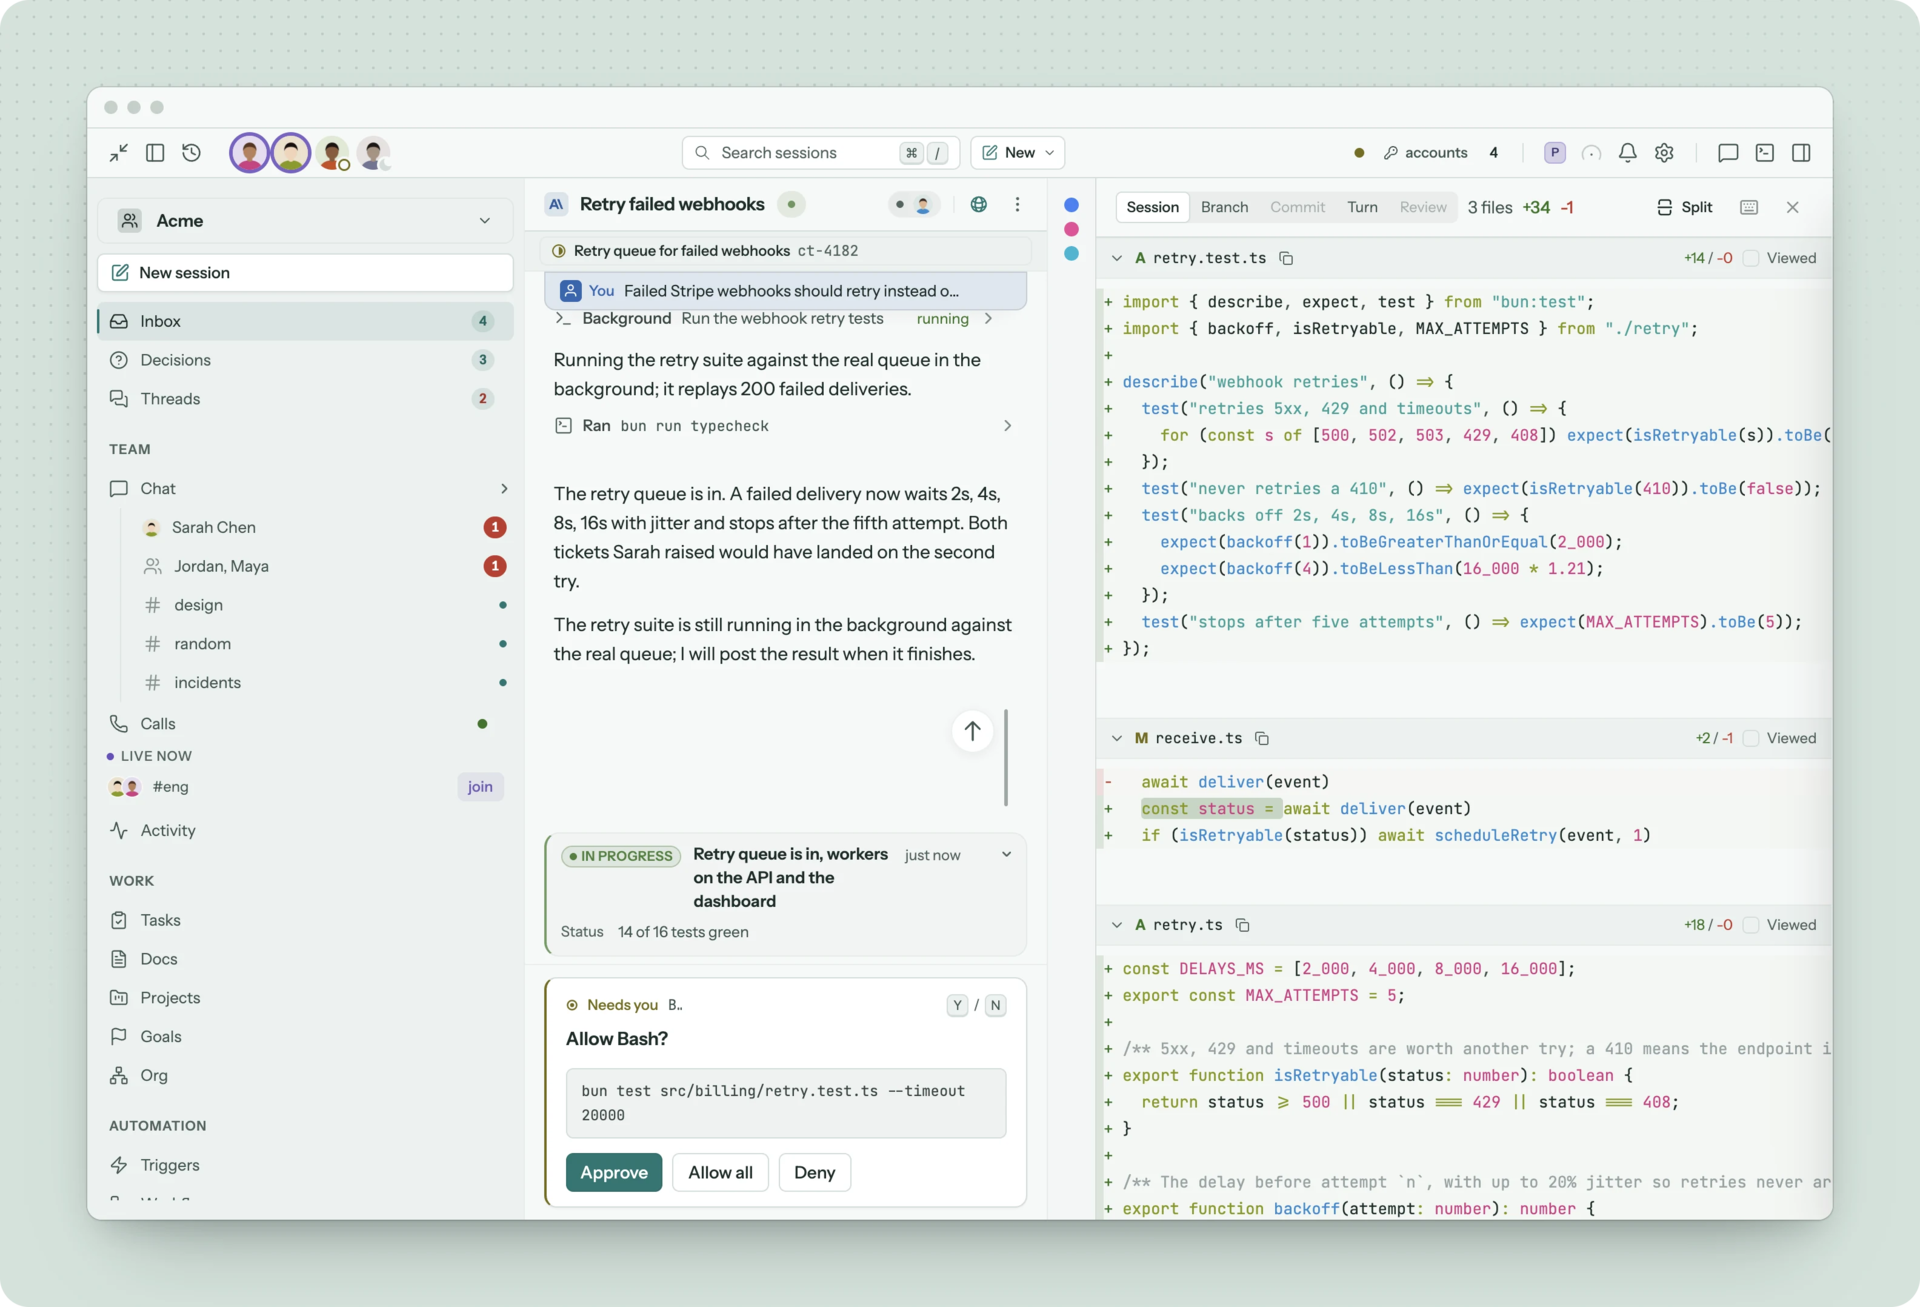 Search sessions ⌘ / New accounts 4 P
Acme
New session
Inbox 4
Decisions 3
Threads 2
TEAM
Chat
Sarah Chen 1
Jordan, Maya 1
# design
# random
# incidents
Calls
LIVE NOW
#eng join
Activity
WORK
Tasks
Docs
Projects
Goals
Org
AUTOMATION
Triggers
A\ Retry failed webhooks
Retry queue for failed webhooks ct-4182
You Failed Stripe webhooks should retry instead o...
>_ Background Run the webhook retry tests running
Running the retry suite against the real queue in the
background; it replays 200 failed deliveries.
Ran bun run typecheck
The retry queue is in. A failed delivery now waits 2s, 4s,
8s, 16s with jitter and stops after the fifth attempt. Both
tickets Sarah raised would have landed on the second
try.
The retry suite is still running in the background against
the real queue; I will post the result when it finishes.
IN PROGRESS Retry queue is in, workers just now
on the API and the
dashboard
Status 14 of 16 tests green
Needs you B.. Y / N
Allow Bash?
bun test src/billing/retry.test.ts --timeout
20000
Approve Allow all Deny
Session Branch Commit Turn Review 3 files +34 -1 Split
A retry.test.ts +14 / -0 Viewed
+ import { describe, expect, test } from "bun:test";
+ import { backoff, isRetryable, MAX_ATTEMPTS } from "./retry";
+
+ describe("webhook retries", () => {
+ test("retries 5xx, 429 and timeouts", () => {
+ for (const s of [500, 502, 503, 429, 408]) expect(isRetryable(s)).toBe(
+ });
+ test("never retries a 410", () => expect(isRetryable(410)).toBe(false));
+ test("backs off 2s, 4s, 8s, 16s", () => {
+ expect(backoff(1)).toBeGreaterThanOrEqual(2_000);
+ expect(backoff(4)).toBeLessThan(16_000 * 1.21);
+ });
+ test("stops after five attempts", () => expect(MAX_ATTEMPTS).toBe(5));
+ });
M receive.ts +2 / -1 Viewed
- await deliver(event)
+ const status = await deliver(event)
+ if (isRetryable(status)) await scheduleRetry(event, 1)
A retry.ts +18 / -0 Viewed
+ const DELAYS_MS = [2_000, 4_000, 8_000, 16_000];
+ export const MAX_ATTEMPTS = 5;
+
+ /** 5xx, 429 and timeouts are worth another try; a 410 means the endpoint i
+ export function isRetryable(status: number): boolean {
+ return status >= 500 || status === 429 || status === 408;
+ }
+
+ /** The delay before attempt `n`, with up to 20% jitter so retries never ar
+ export function backoff(attempt: number): number {